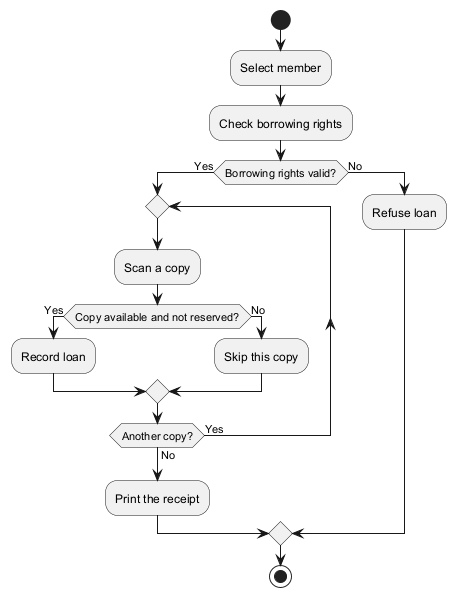 Select member
Check borrowing rights
Yes
Borrowing rights valid?
No
Refuse loan
Scan a copy
Yes
Copy available and not reserved?
No
Record loan
Skip this copy
Another copy?
Yes
No
Print the receipt